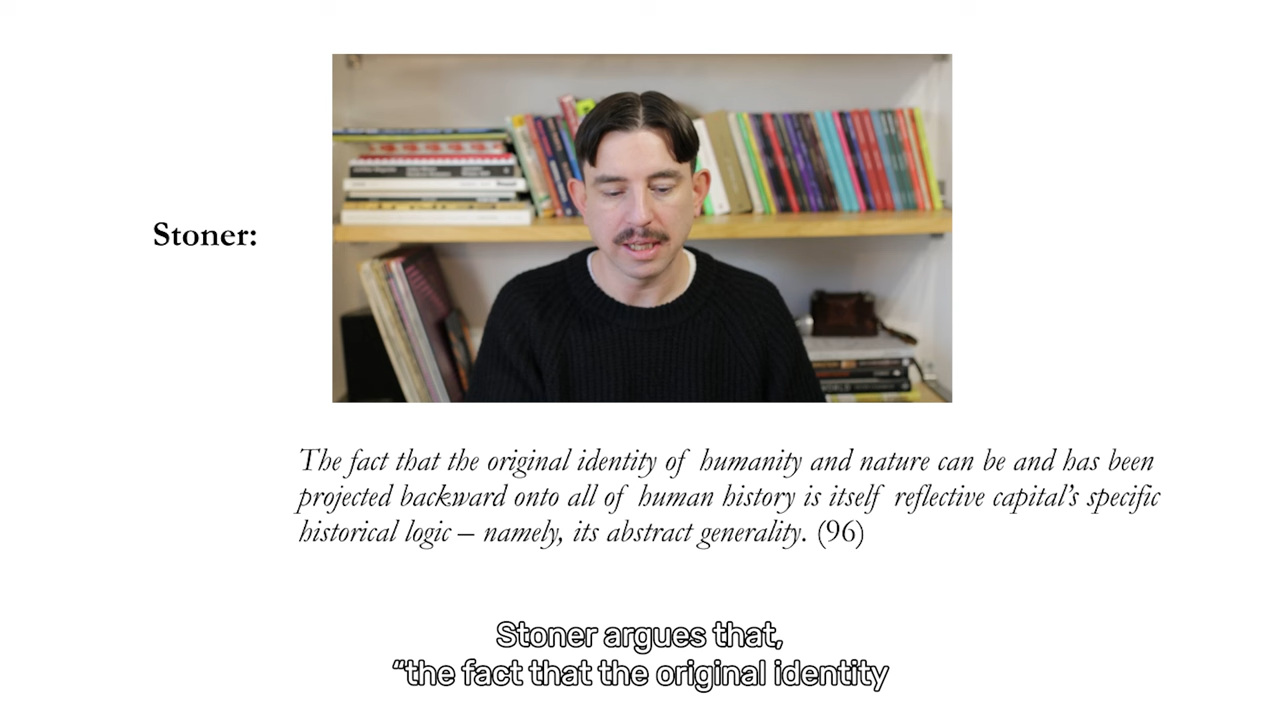 Stoner:
The fact that the original identity of humanity and nature can be and has been
projected backward onto all of human history is itself reflective capital's specific
historical logic – namely, its abstract generality. (96)
Stoner argues that,
“the fact that the original identity